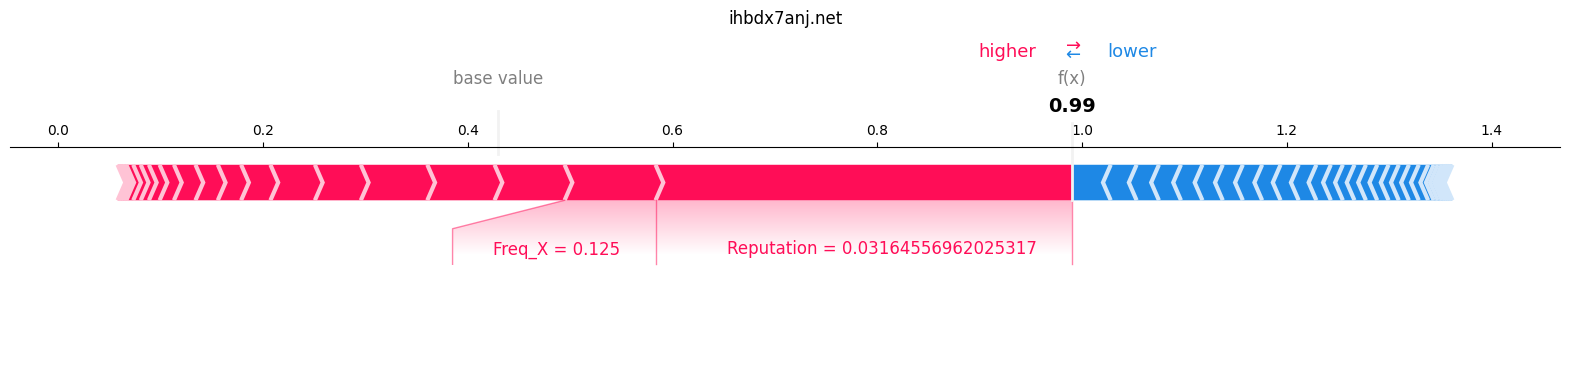 ihbdx7anj.net
higher → ← lower
base value f(x)
0.99
0.0 0.2 0.4 0.6 0.8 1.0 1.2 1.4
Freq_X = 0.125 Reputation = 0.03164556962025317